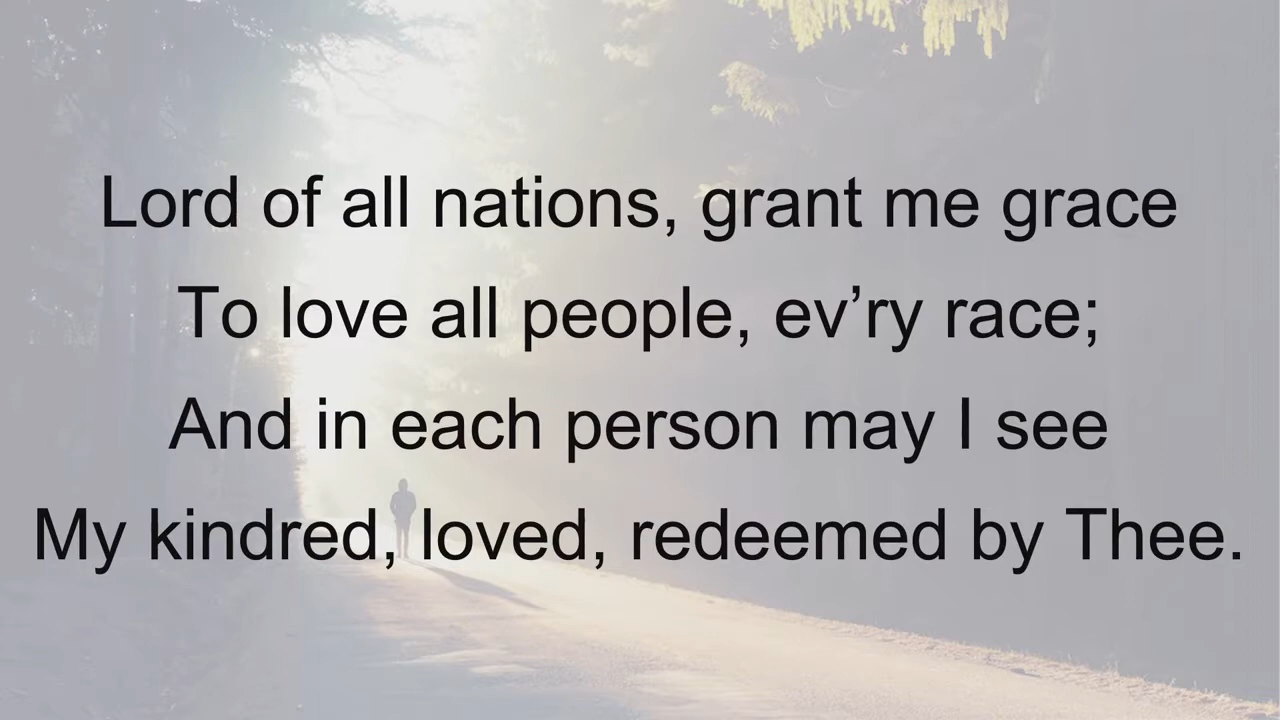 Lord of all nations, grant me grace
To love all people, ev’ry race;
And in each person may I see
My kindred, loved, redeemed by Thee.